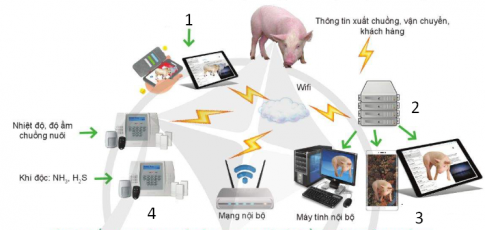 1
Thông tin xuất chuồng, vận chuyển,
khách hàng
Wifi
2
Nhiệt độ, độ ẩm
chuồng nuôi
Khí độc: NH₃, H₂S
4
Mạng nội bộ
Máy tính nội bộ
3